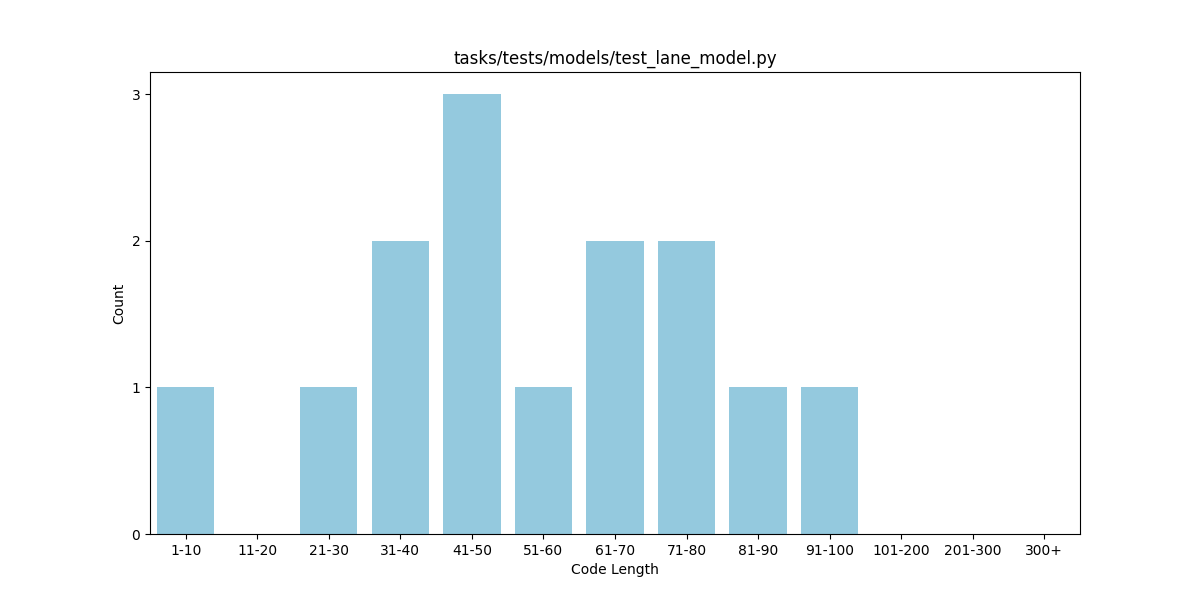 tasks/tests/models/test_lane_model.py
3
2
1
0
Count
1-10 11-20 21-30 31-40 41-50 51-60 61-70 71-80 81-90 91-100 101-200 201-300 300+
Code Length